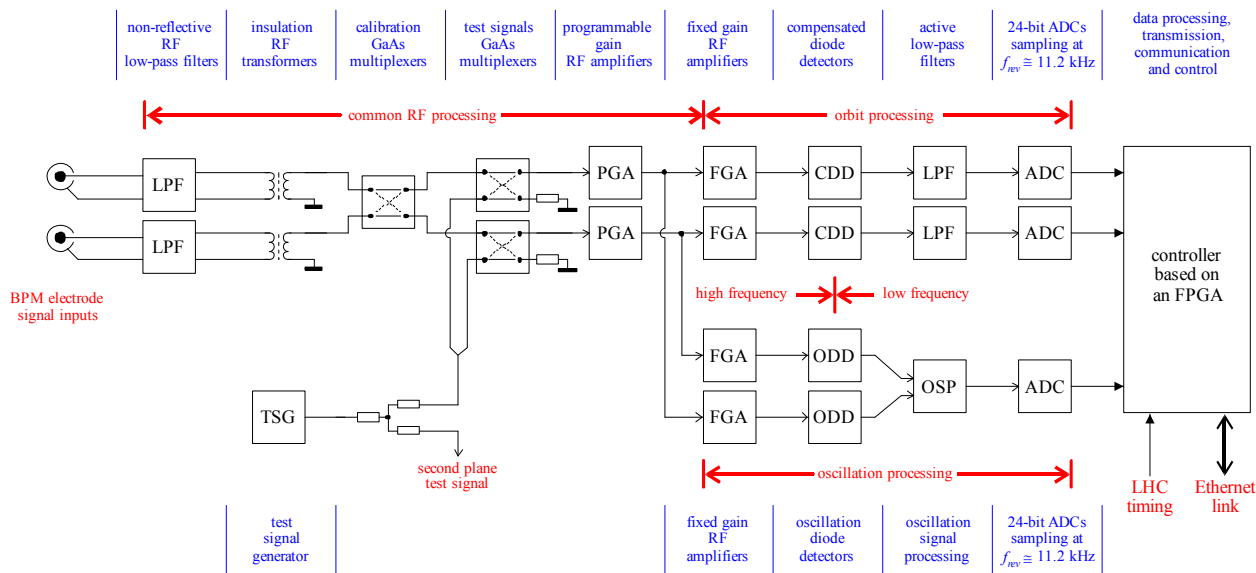 non-reflective
RF
low-pass filters
insulation
RF
transformers
calibration
GaAs
multiplexers
test signals
GaAs
multiplexers
programmable
gain
RF amplifiers
fixed gain
RF
amplifiers
compensated
diode
detectors
active
low-pass
filters
24-bit ADCs
sampling at
f_rev ≅ 11.2 kHz
data processing,
transmission,
communication
and control
common RF processing
orbit processing
LPF
PGA
FGA
CDD
LPF
ADC
LPF
PGA
FGA
CDD
LPF
ADC
controller
based on
an FPGA
BPM electrode
signal inputs
high frequency
low frequency
FGA
ODD
OSP
ADC
TSG
FGA
ODD
second plane
test signal
oscillation processing
LHC
timing
Ethernet
link
test
signal
generator
fixed gain
RF
amplifiers
oscillation
diode
detectors
oscillation
signal
processing
24-bit ADCs
sampling at
f_rev ≅ 11.2 kHz